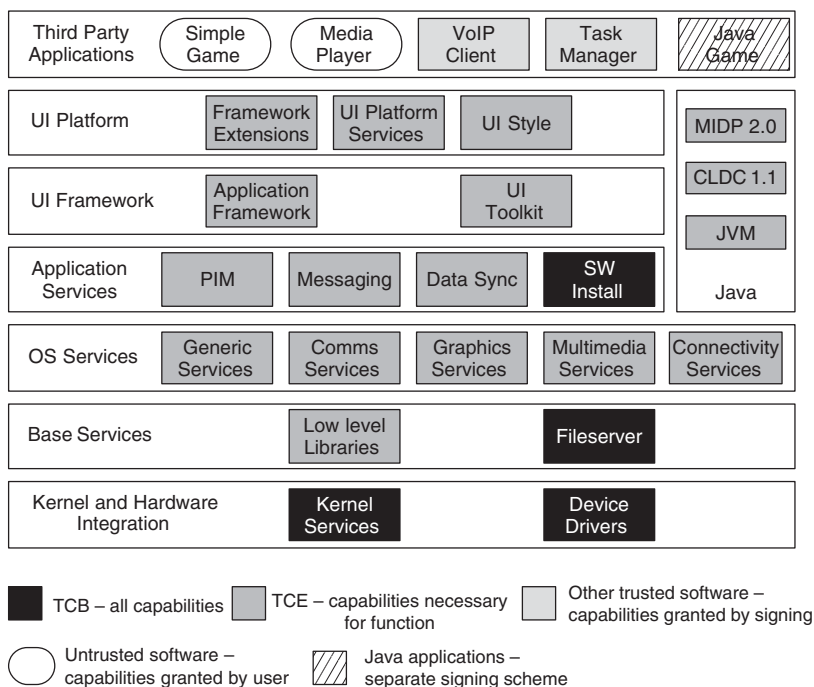 Third Party
Applications
Simple
Game
Media
Player
VoIP
Client
Task
Manager
Java
Game
UI Platform
Framework
Extensions
UI Platform
Services
UI Style
MIDP 2.0
CLDC 1.1
JVM
Java
UI Framework
Application
Framework
UI
Toolkit
Application
Services
PIM
Messaging
Data Sync
SW
Install
OS Services
Generic
Services
Comms
Services
Graphics
Services
Multimedia
Services
Connectivity
Services
Base Services
Low level
Libraries
Fileserver
Kernel and Hardware
Integration
Kernel
Services
Device
Drivers
TCB – all capabilities
TCE – capabilities necessary
for function
Other trusted software –
capabilities granted by signing
Untrusted software –
capabilities granted by user
Java applications –
separate signing scheme